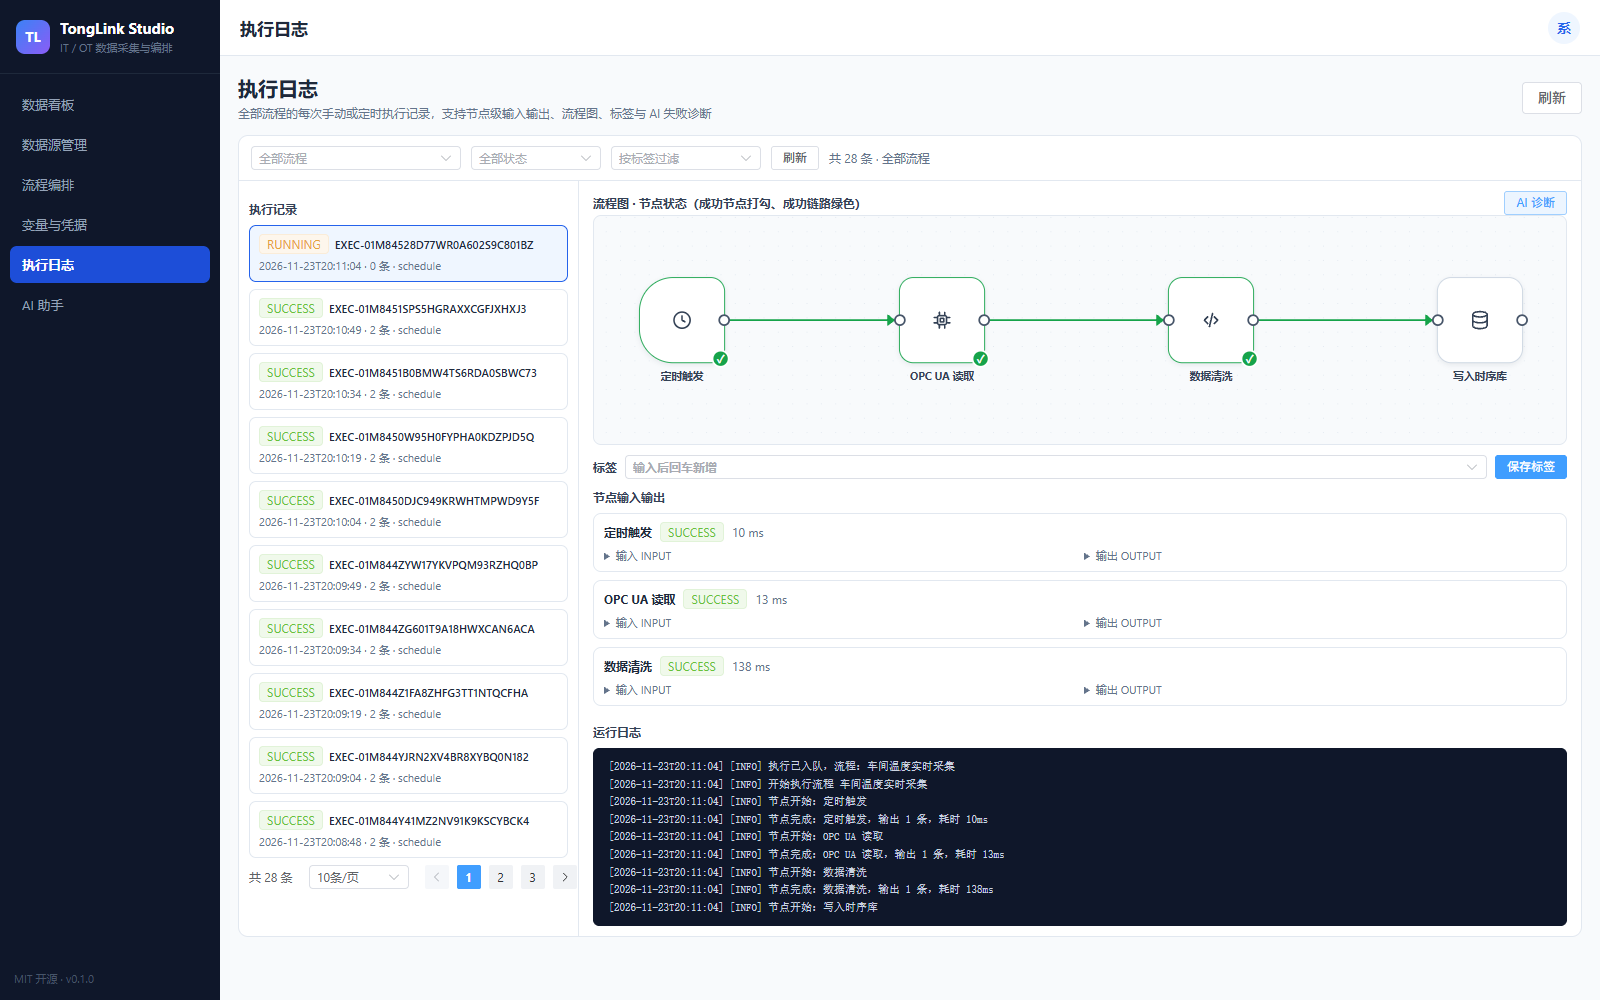 TL
TongLink Studio
IT / OT 数据采集与编排
数据看板
数据源管理
流程编排
变量与凭据
执行日志
AI 助手
MIT 开源 · v0.1.0
执行日志
系
执行日志
全部流程的每次手动或定时执行记录，支持节点级输入输出、流程图、标签与 AI 失败诊断
刷新
全部流程
全部状态
按标签过滤
刷新
共 28 条 · 全部流程
执行记录
RUNNING EXEC-01M84528D77WR0A602S9C801BZ
2026-11-23T20:11:04 · 0 条 · schedule
SUCCESS EXEC-01M8451SPS5HGRAXXCGFJXHXJ3
2026-11-23T20:10:49 · 2 条 · schedule
SUCCESS EXEC-01M8451B0BMW4TS6RDA0SBWC73
2026-11-23T20:10:34 · 2 条 · schedule
SUCCESS EXEC-01M8450W95H0FYPHA0KDZPJD5Q
2026-11-23T20:10:19 · 2 条 · schedule
SUCCESS EXEC-01M8450DJC949KRWHTMPWD9Y5F
2026-11-23T20:10:04 · 2 条 · schedule
SUCCESS EXEC-01M844ZYW17YKVPQM93RZHQ0BP
2026-11-23T20:09:49 · 2 条 · schedule
SUCCESS EXEC-01M844ZG601T9A18HWXCAN6ACA
2026-11-23T20:09:34 · 2 条 · schedule
SUCCESS EXEC-01M844Z1FA8ZHFG3TT1NTQCFHA
2026-11-23T20:09:19 · 2 条 · schedule
SUCCESS EXEC-01M844YJRN2XV4BR8XYBQ0N182
2026-11-23T20:09:04 · 2 条 · schedule
SUCCESS EXEC-01M844Y41MZ2NV91K9KSCYBCK4
2026-11-23T20:08:48 · 2 条 · schedule
共 28 条
10条/页
1
2
3
流程图 · 节点状态（成功节点打勾、成功链路绿色）
AI 诊断
定时触发
OPC UA 读取
数据清洗
写入时序库
标签
输入后回车新增
保存标签
节点输入输出
定时触发 SUCCESS 10 ms
输入 INPUT
输出 OUTPUT
OPC UA 读取 SUCCESS 13 ms
输入 INPUT
输出 OUTPUT
数据清洗 SUCCESS 138 ms
输入 INPUT
输出 OUTPUT
运行日志
[2026-11-23T20:11:04] [INFO] 执行已入队，流程：车间温度实时采集
[2026-11-23T20:11:04] [INFO] 开始执行流程 车间温度实时采集
[2026-11-23T20:11:04] [INFO] 节点开始：定时触发
[2026-11-23T20:11:04] [INFO] 节点完成：定时触发，输出 1 条，耗时 10ms
[2026-11-23T20:11:04] [INFO] 节点开始：OPC UA 读取
[2026-11-23T20:11:04] [INFO] 节点完成：OPC UA 读取，输出 1 条，耗时 13ms
[2026-11-23T20:11:04] [INFO] 节点开始：数据清洗
[2026-11-23T20:11:04] [INFO] 节点完成：数据清洗，输出 1 条，耗时 138ms
[2026-11-23T20:11:04] [INFO] 节点开始：写入时序库